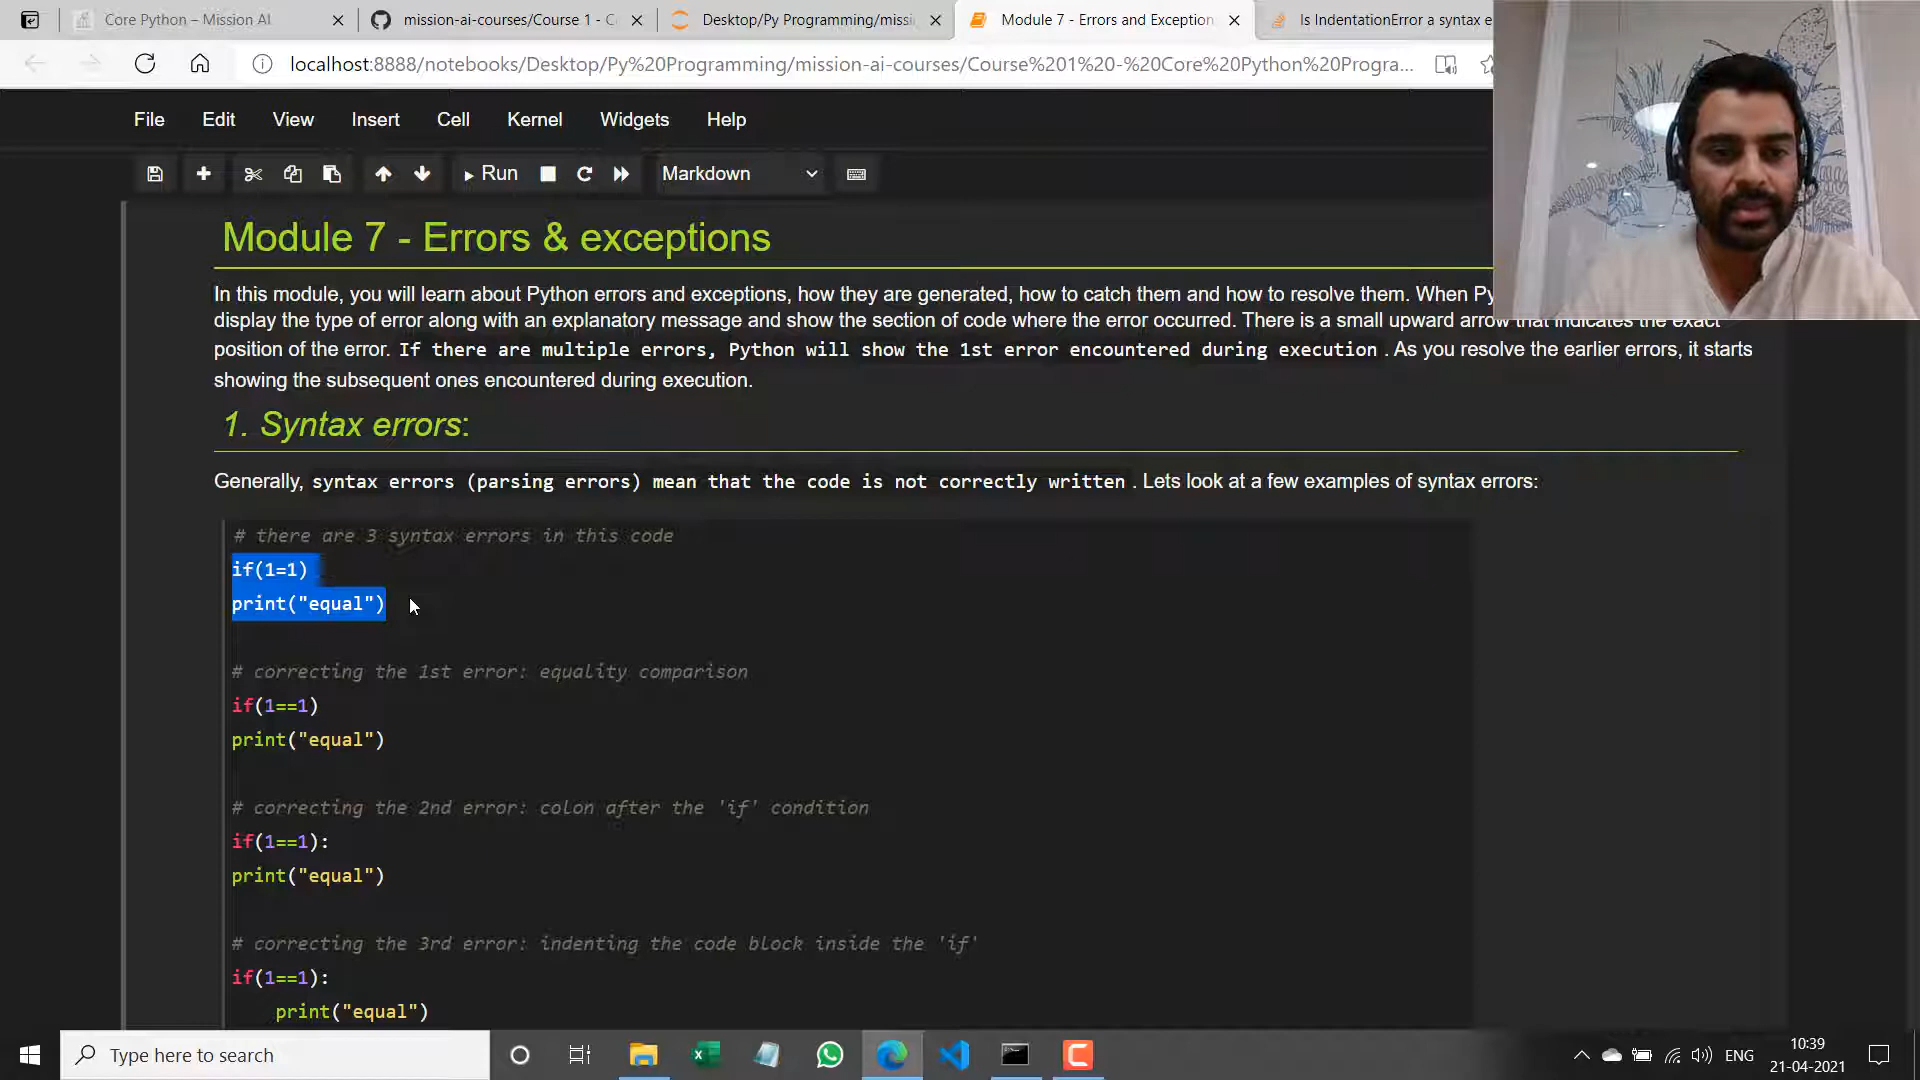 Core Python – Mission AI
mission-ai-courses/Course 1 - C
Desktop/Py Programming/missi
Module 7 - Errors and Exception
Is IndentationError a syntax e
localhost:8888/notebooks/Desktop/Py%20Programming/mission-ai-courses/Course%201%20-%20Core%20Python%20Progra...
File Edit View Insert Cell Kernel Widgets Help
Run Markdown
Module 7 - Errors & exceptions
In this module, you will learn about Python errors and exceptions, how they are generated, how to catch them and how to resolve them. When Py
display the type of error along with an explanatory message and show the section of code where the error occurred. There is a small upward arrow that indicates the exact
position of the error. If there are multiple errors, Python will show the 1st error encountered during execution . As you resolve the earlier errors, it starts
showing the subsequent ones encountered during execution.
1. Syntax errors:
Generally, syntax errors (parsing errors) mean that the code is not correctly written . Lets look at a few examples of syntax errors:
# there are 3 syntax errors in this code
if(1=1)
print("equal")
# correcting the 1st error: equality comparison
if(1==1)
print("equal")
# correcting the 2nd error: colon after the 'if' condition
if(1==1):
print("equal")
# correcting the 3rd error: indenting the code block inside the 'if'
if(1==1):
    print("equal")
Type here to search
ENG
10:39
21-04-2021